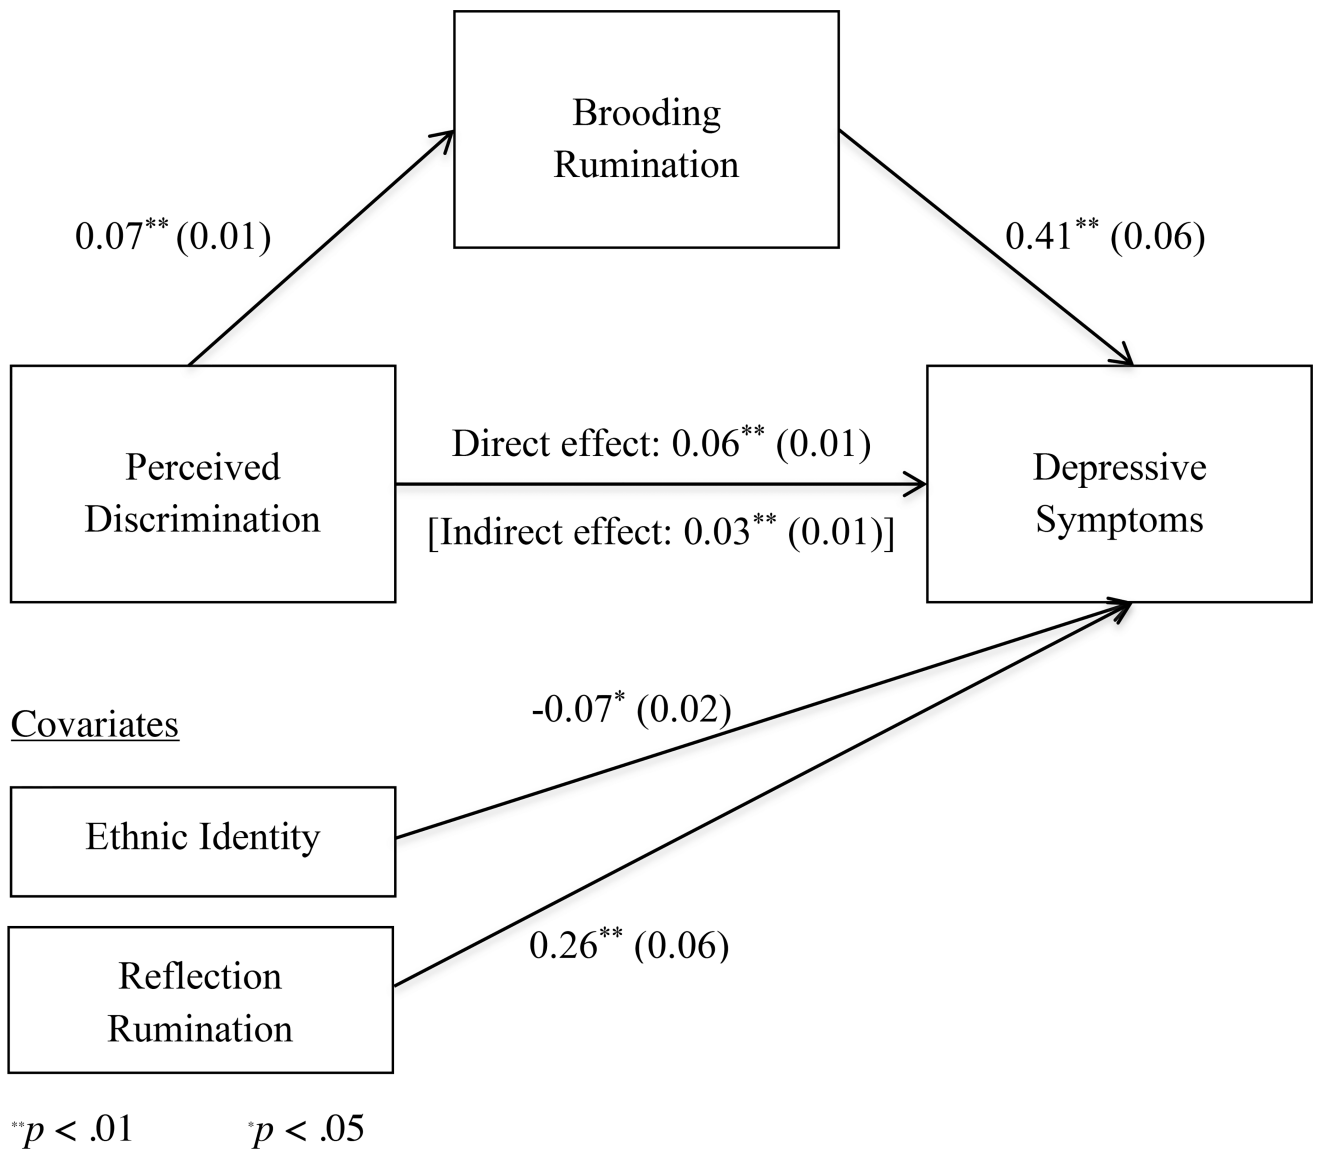 Brooding
Rumination
0.07** (0.01)
0.41** (0.06)
Perceived
Discrimination
Direct effect: 0.06** (0.01)
[Indirect effect: 0.03** (0.01)]
Depressive
Symptoms
Covariates
-0.07* (0.02)
Ethnic Identity
0.26** (0.06)
Reflection
Rumination
**p < .01 *p < .05